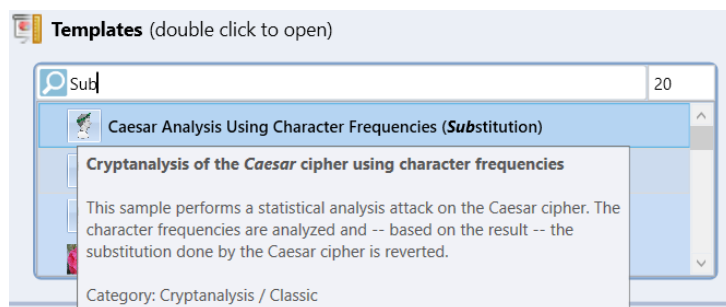 Templates (double click to open)
Sub 20
Caesar Analysis Using Character Frequencies (Substitution)
Cryptanalysis of the Caesar cipher using character frequencies
This sample performs a statistical analysis attack on the Caesar cipher. The
character frequencies are analyzed and -- based on the result -- the
substitution done by the Caesar cipher is reverted.
Category: Cryptanalysis / Classic